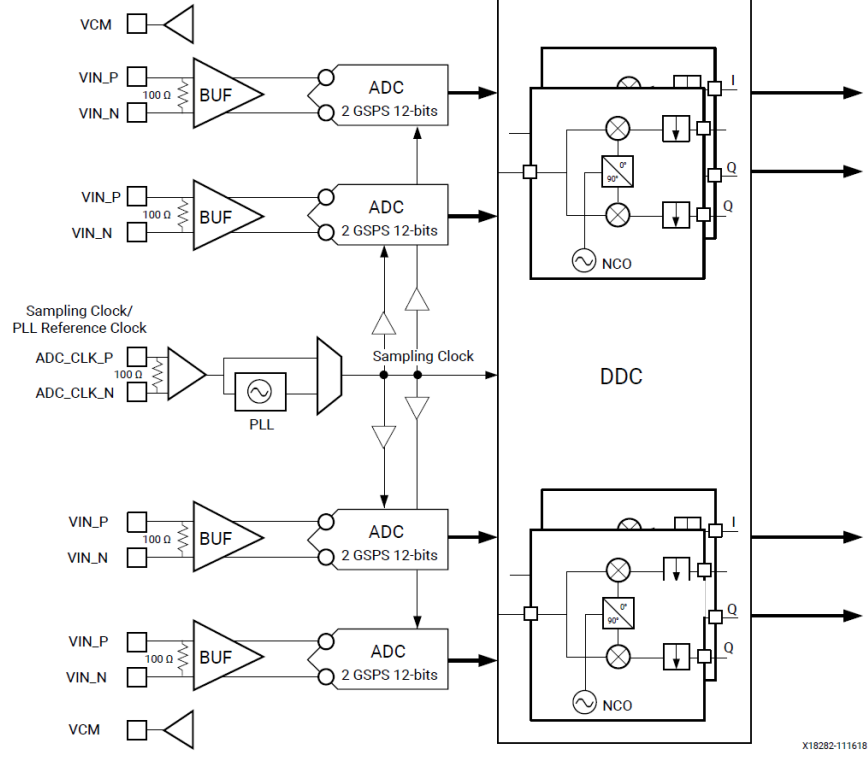 VCM
VIN_P
100 Ω
VIN_N
BUF
ADC
2 GSPS 12-bits
I
Q
0°
90°
VIN_P
100 Ω
VIN_N
BUF
ADC
2 GSPS 12-bits
Q
NCO
Sampling Clock/
PLL Reference Clock
ADC_CLK_P
100 Ω
ADC_CLK_N
PLL
Sampling Clock
DDC
VIN_P
100 Ω
VIN_N
BUF
ADC
2 GSPS 12-bits
I
Q
0°
90°
VIN_P
100 Ω
VIN_N
BUF
ADC
2 GSPS 12-bits
Q
NCO
VCM
X18282-111618